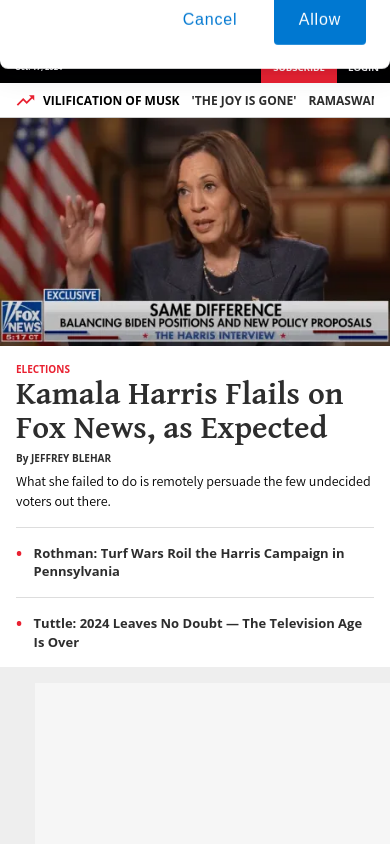 Cancel
Allow
SUBSCRIBE
LOGIN
VILIFICATION OF MUSK
'THE JOY IS GONE'
EXCLUSIVE
FOX
NEWS
5:17 CT
SAME DIFFERENCE
BALANCING BIDEN POSITIONS AND NEW POLICY PROPOSALS
THE HARRIS INTERVIEW
ELECTIONS
Kamala Harris Flails on
Fox News, as Expected
By JEFFREY BLEHAR
What she failed to do is remotely persuade the few undecided
voters out there.
Rothman: Turf Wars Roil the Harris Campaign in
Pennsylvania
Tuttle: 2024 Leaves No Doubt — The Television Age
Is Over